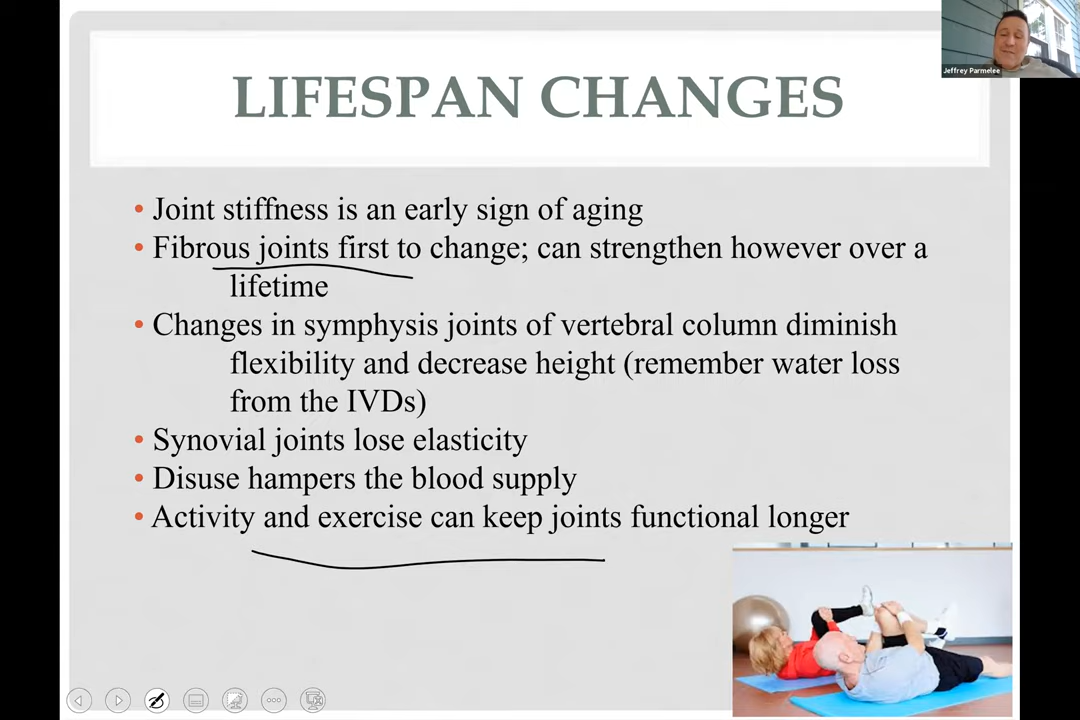 Jeffrey Parmelee
LIFESPAN CHANGES
• Joint stiffness is an early sign of aging
• Fibrous joints first to change; can strengthen however over a
lifetime
• Changes in symphysis joints of vertebral column diminish
flexibility and decrease height (remember water loss
from the IVDs)
• Synovial joints lose elasticity
• Disuse hampers the blood supply
• Activity and exercise can keep joints functional longer